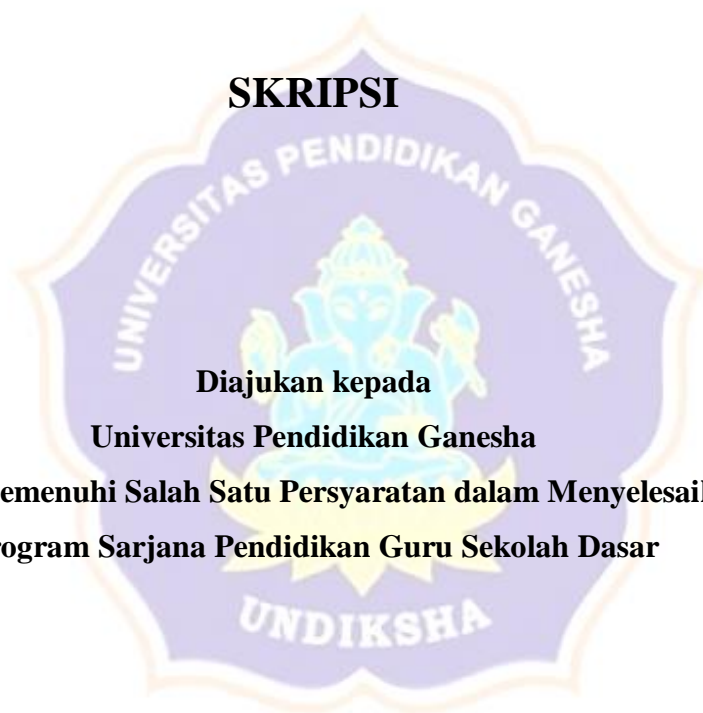 SKRIPSI
UNIVERSITAS PENDIDIKAN GANESHA
Diajukan kepada
Universitas Pendidikan Ganesha
emenuhi Salah Satu Persyaratan dalam Menyelesai
rogram Sarjana Pendidikan Guru Sekolah Dasar
UNDIKSHA